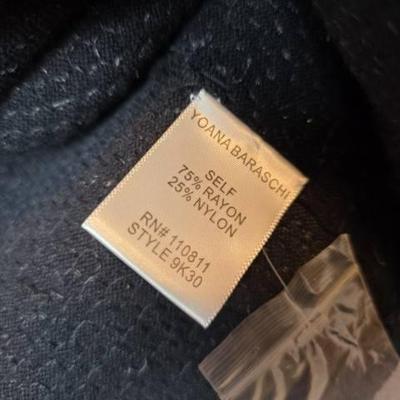 YOANA BARASCHI
SELF
75% RAYON
25% NYLON
RN# 110811
STYLE 9K30